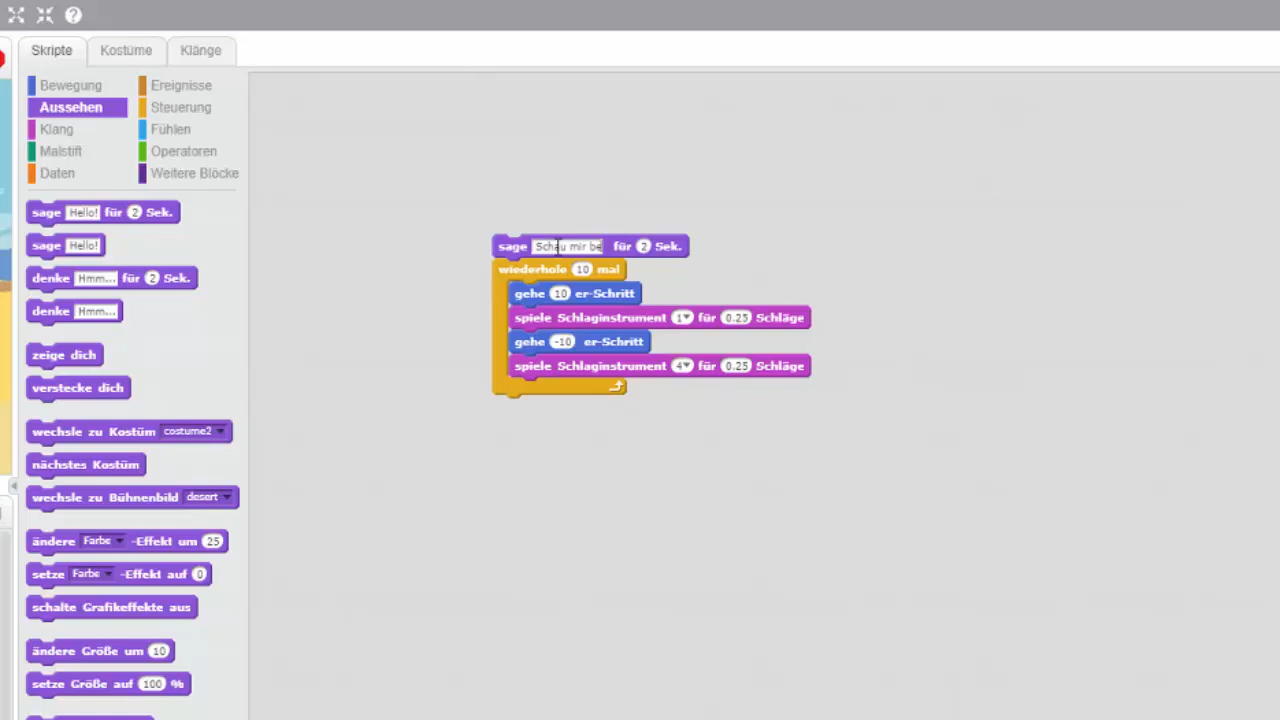 ?
Skripte Kostüme Klänge
Bewegung Ereignisse
Aussehen Steuerung
Klang Fühlen
Malstift Operatoren
Daten Weitere Blöcke
sage Hello! für 2 Sek.
sage Hello!
denke Hmm... für 2 Sek.
denke Hmm...
zeige dich
verstecke dich
wechsle zu Kostüm costume2
nächstes Kostüm
wechsle zu Bühnenbild desert
ändere Farbe -Effekt um 25
setze Farbe -Effekt auf 0
schalte Grafikeffekte aus
ändere Größe um 10
setze Größe auf 100 %
sage Schau mir be für 2 Sek.
wiederhole 10 mal
gehe 10 er-Schritt
spiele Schlaginstrument 1 für 0.25 Schläge
gehe -10 er-Schritt
spiele Schlaginstrument 4 für 0.25 Schläge